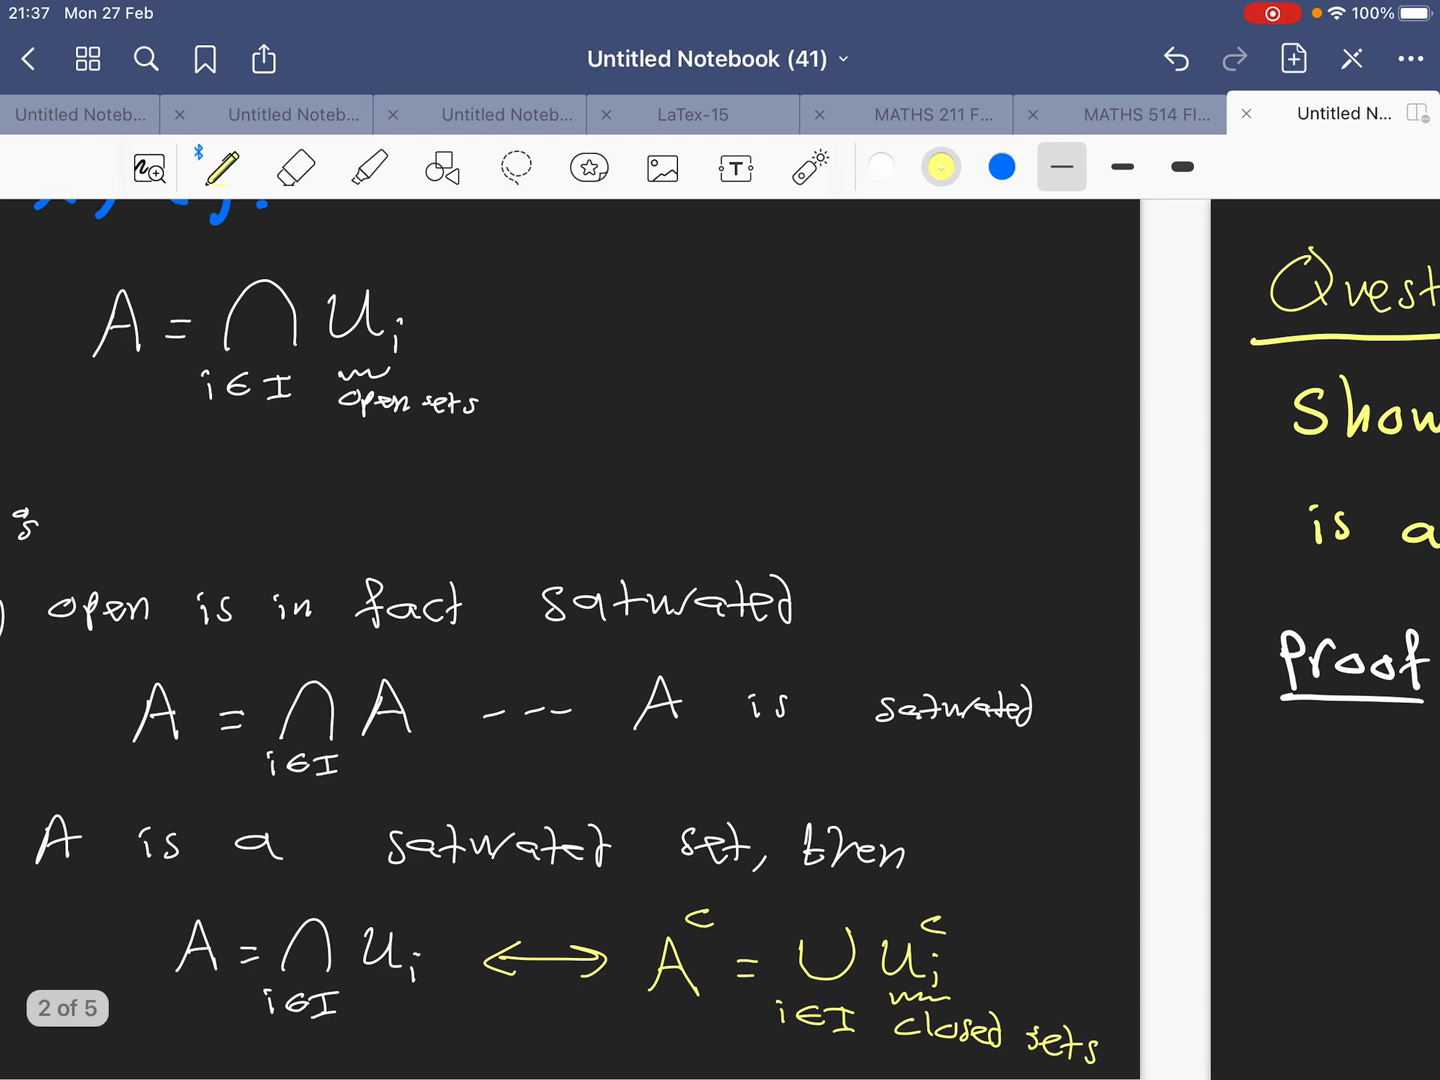 21:37 Mon 27 Feb
100%
Untitled Notebook (41)
Untitled Noteb...
Untitled Noteb...
Untitled Noteb...
LaTex-15
MATHS 211 F...
MATHS 514 FI...
Untitled N...
T
A = ⋂ U_i
i ∈ I open sets
open is in fact saturated
A = ⋂ A --- A is saturated
i ∈ I
A is a saturated set, then
A = ⋂ U_i ⟷ A^c = ⋃ U_i^c
i ∈ I i ∈ I closed sets
2 of 5
Quest
Show
is a
Proof